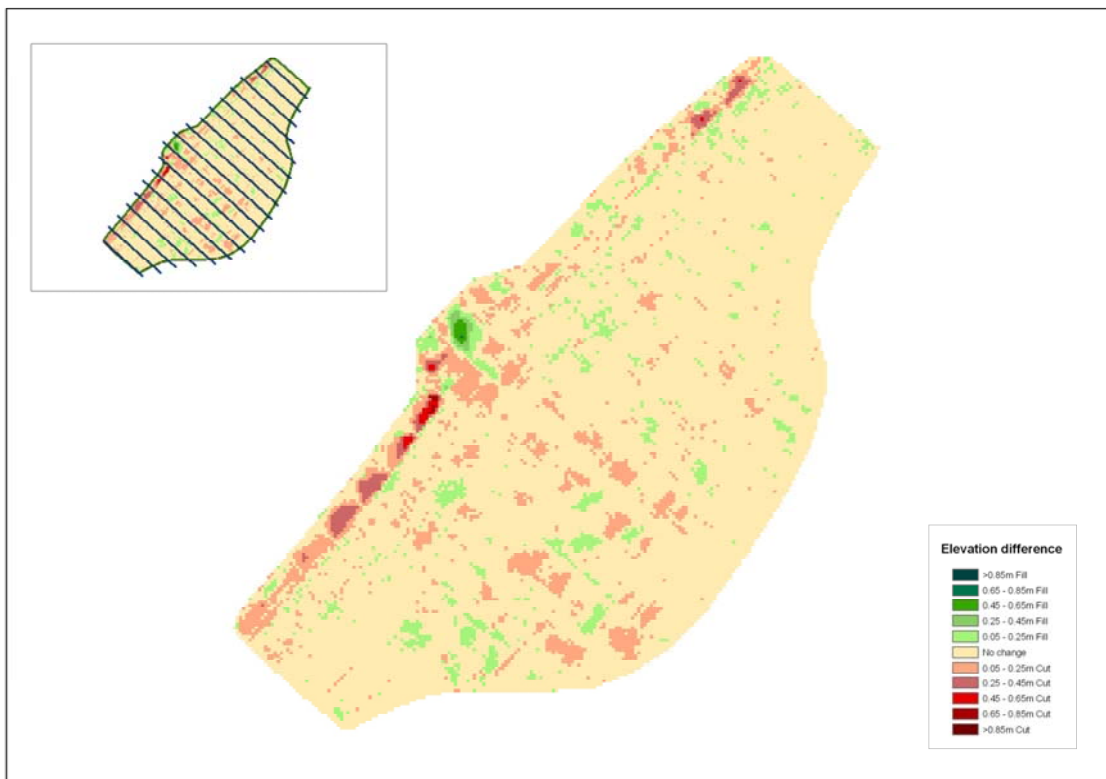 Elevation difference
>0.85m Fill
0.65 - 0.85m Fill
0.45 - 0.65m Fill
0.25 - 0.45m Fill
0.05 - 0.25m Fill
No change
0.05 - 0.25m Cut
0.25 - 0.45m Cut
0.45 - 0.65m Cut
0.65 - 0.85m Cut
>0.85m Cut